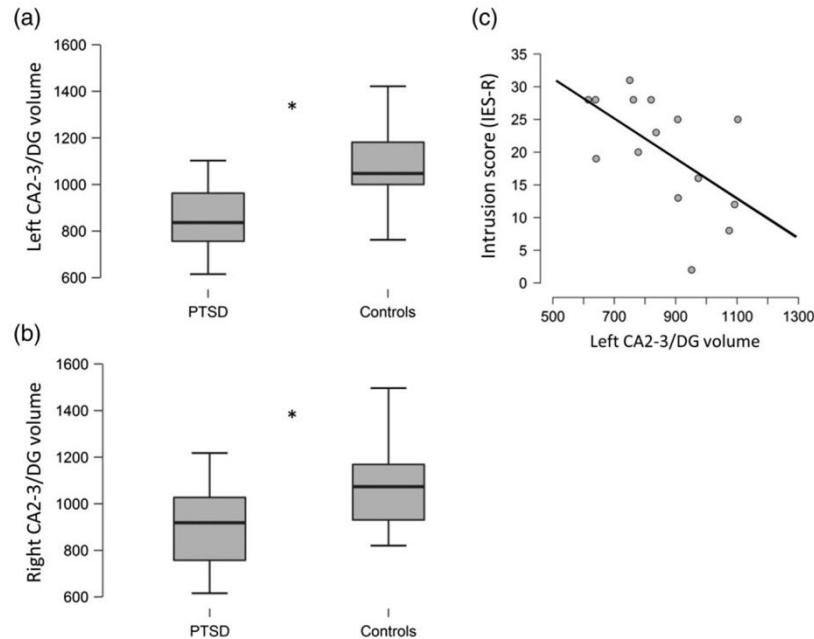 (a)
1600
1400
1200
1000
800
600
Left CA2-3/DG volume
*
PTSD
Controls
(b)
1600
1400
1200
1000
800
600
Right CA2-3/DG volume
*
PTSD
Controls
(c)
35
30
25
20
15
10
5
0
Intrusion score (IES-R)
500 700 900 1100 1300
Left CA2-3/DG volume